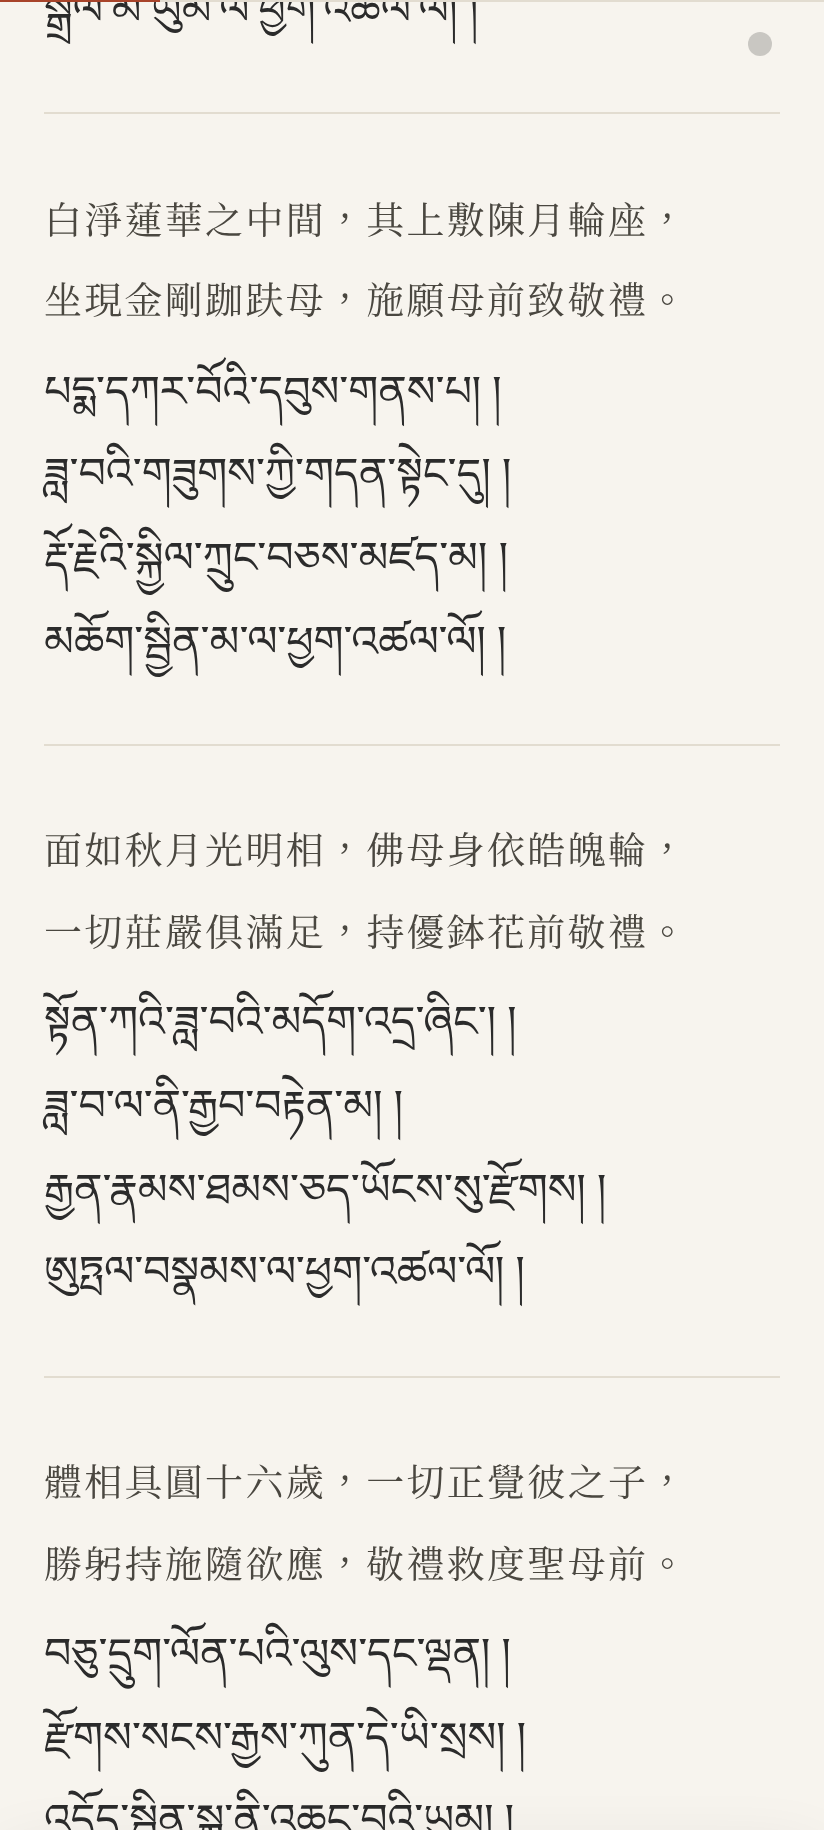 སྒྲོལ་མ་ཡུམ་ལ་ཕྱག་འཚལ་ལོ། །
白淨蓮華之中間，其上敷陳月輪座，
坐現金剛跏趺母，施願母前致敬禮。
པདྨ་དཀར་བོའི་དབུས་གནས་པ། །
ཟླ་བའི་གཟུགས་ཀྱི་གདན་སྟེང་དུ། །
རྡོ་རྗེའི་སྐྱིལ་ཀྲུང་བཅས་མཛད་མ། །
མཆོག་སྦྱིན་མ་ལ་ཕྱག་འཚལ་ལོ། །
面如秋月光明相，佛母身依皓魄輪，
一切莊嚴俱滿足，持優鉢花前敬禮。
སྟོན་ཀའི་ཟླ་བའི་མདོག་འདྲ་ཞིང་། །
ཟླ་བ་ལ་ནི་རྒྱབ་བརྟེན་མ། །
རྒྱན་རྣམས་ཐམས་ཅད་ཡོངས་སུ་རྫོགས། །
ཨུཏྤལ་བསྣམས་ལ་ཕྱག་འཚལ་ལོ། །
體相具圓十六歲，一切正覺彼之子，
勝躬持施隨欲應，敬禮救度聖母前。
བཅུ་དྲུག་ལོན་པའི་ལུས་དང་ལྡན། །
རྫོགས་སངས་རྒྱས་ཀུན་དེ་ཡི་སྲས། །
འདོད་སྦྱིན་སྐུ་ནི་འཆང་བའི་ཡུམ། །